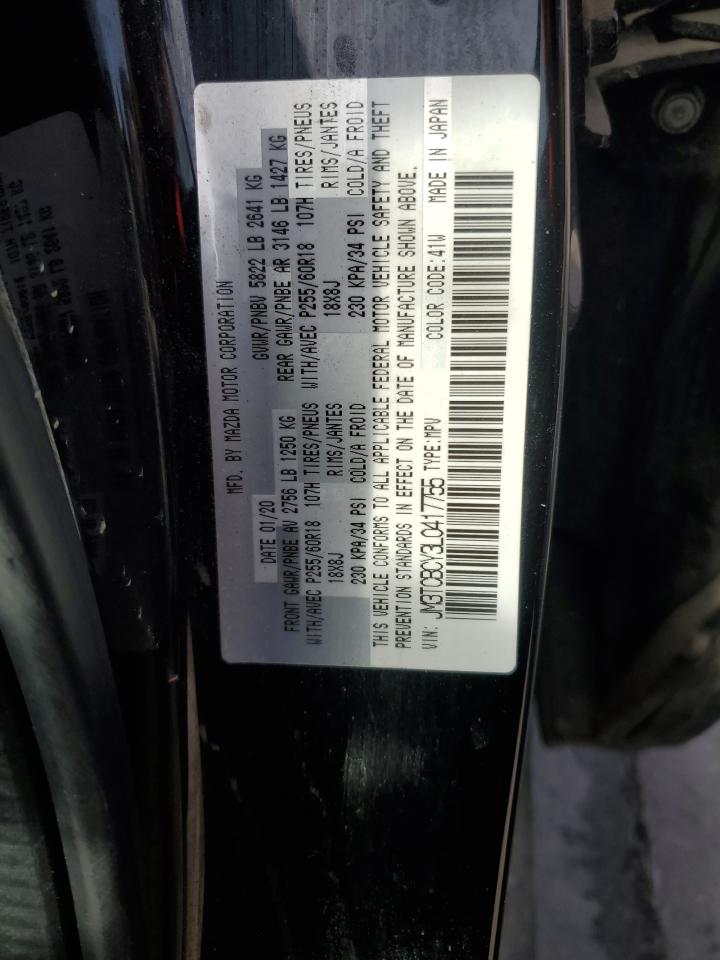 MFD. BY MAZDA MOTOR CORPORATION
DATE 01/20 GVWR/PNBV 5822 LB 2641 KG
FRONT GAWR/PNBE AV 2756 LB 1250 KG REAR GAWR/PNBE AR 3146 LB 1427 KG
WITH/AVEC P255/60R18 107H TIRES/PNEUS WITH/AVEC P255/60R18 107H TIRES/PNEUS
18X8J RIMS/JANTES 18X8J RIMS/JANTES
230 KPA/34 PSI COLD/A FROID 230 KPA/34 PSI COLD/A FROID
THIS VEHICLE CONFORMS TO ALL APPLICABLE FEDERAL MOTOR VEHICLE SAFETY AND THEFT
PREVENTION STANDARDS IN EFFECT ON THE DATE OF MANUFACTURE SHOWN ABOVE.
VIN: JM3TCBCY3L0417755 TYPE:MPV COLOR CODE:41W MADE IN JAPAN